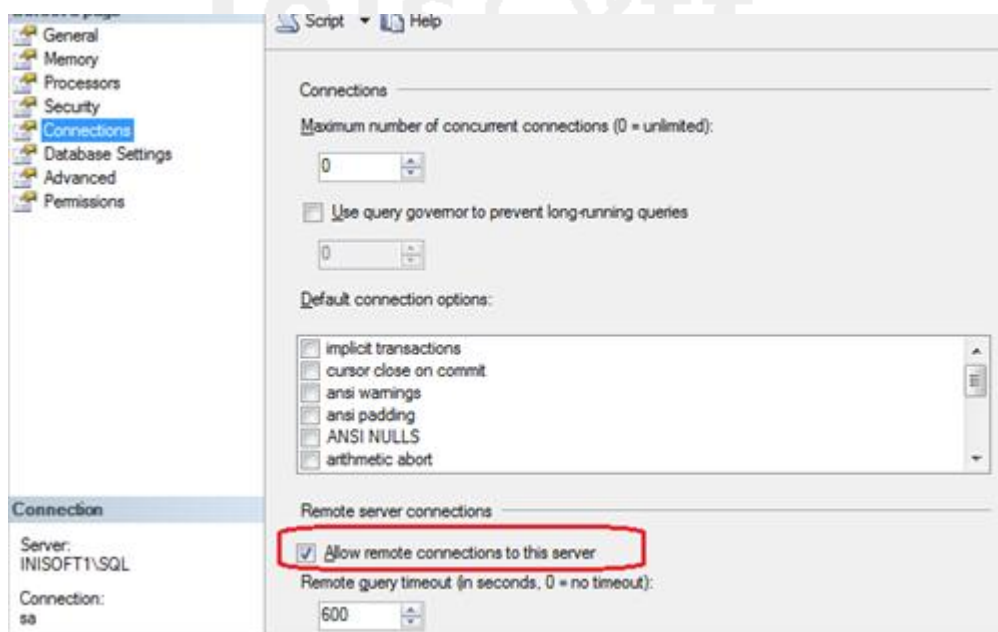 General
Memory
Processors
Security
Connections
Database Settings
Advanced
Permissions
Connection
Server:
INISOFT1\SQL
Connection:
sa
Script Help
Connections
Maximum number of concurrent connections (0 = unlimited):
0
Use query governor to prevent long-running queries
0
Default connection options:
implicit transactions
cursor close on commit
ansi warnings
ansi padding
ANSI NULLS
arithmetic abort
Remote server connections
Allow remote connections to this server
Remote query timeout (in seconds, 0 = no timeout):
600